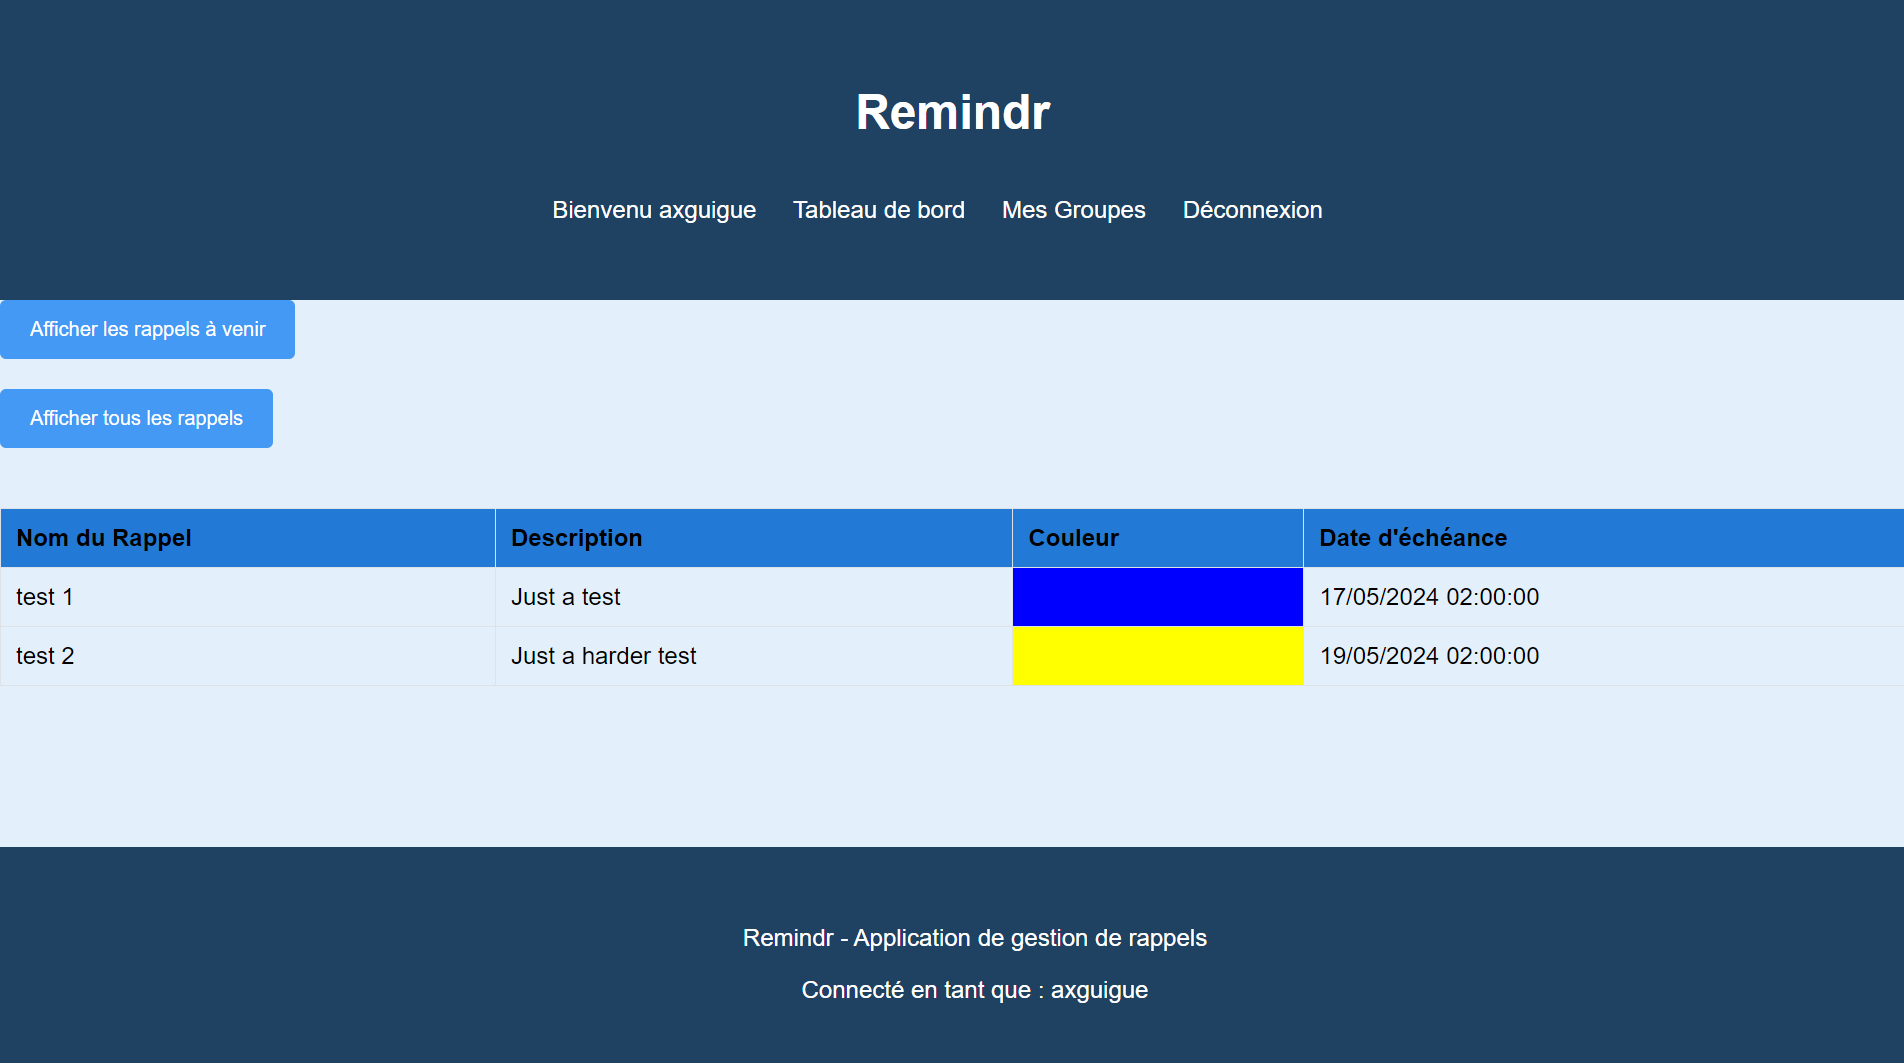 Remindr
Bienvenu axguigue Tableau de bord Mes Groupes Déconnexion
Afficher les rappels à venir
Afficher tous les rappels
Nom du Rappel Description Couleur Date d'échéance
test 1 Just a test 17/05/2024 02:00:00
test 2 Just a harder test 19/05/2024 02:00:00
Remindr - Application de gestion de rappels
Connecté en tant que : axguigue